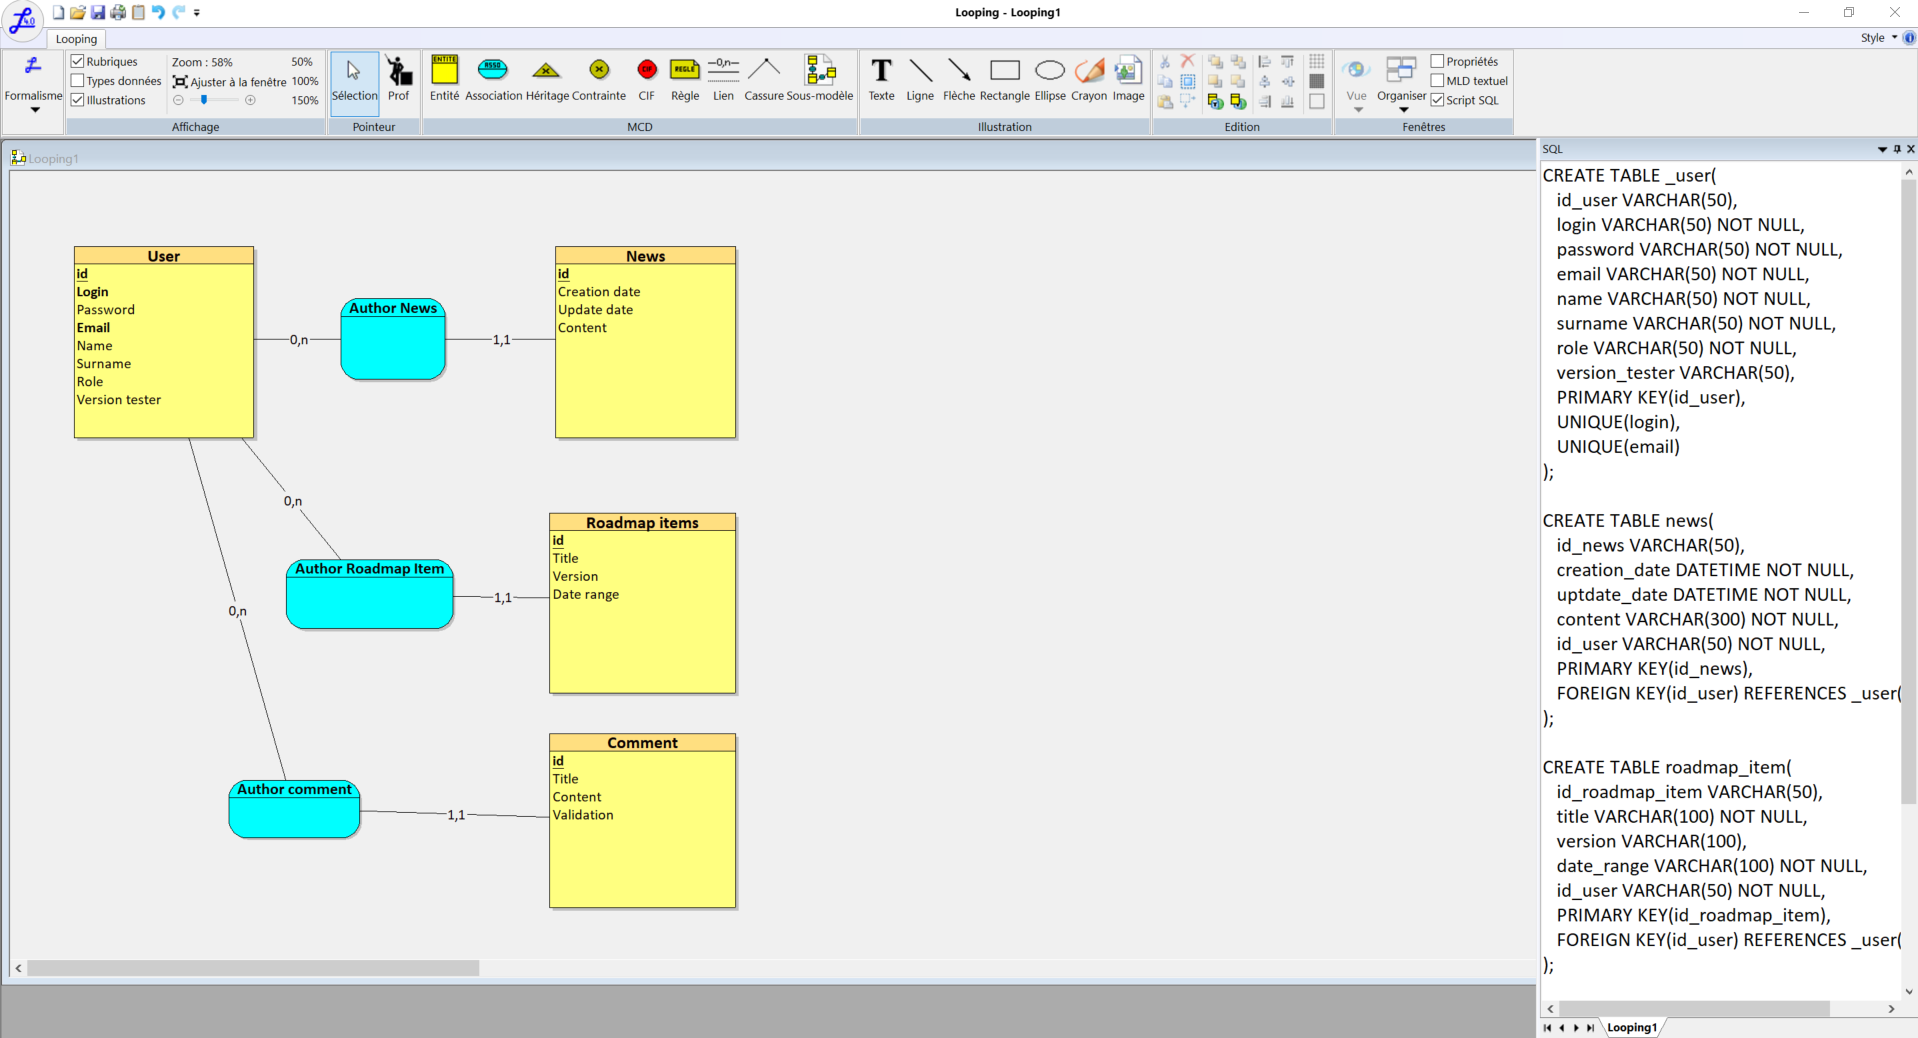 Looping - Looping1
Looping
Style
Formalisme
Rubriques
Types données
Illustrations
Zoom : 58%
Ajuster à la fenêtre
50%
100%
150%
Affichage
Sélection
Prof
Pointeur
ENTITÉ
Entité
ASSO
Association
Héritage
Contrainte
CIF
CIF
REGLE
Règle
—0,n—
Lien
Cassure
Sous-modèle
MCD
T
Texte
Ligne
Flèche
Rectangle
Ellipse
Crayon
Image
Illustration
Edition
Vue
Organiser
Propriétés
MLD textuel
Script SQL
Fenêtres
Looping1
User
id
Login
Password
Email
Name
Surname
Role
Version tester
0,n
Author News
1,1
News
id
Creation date
Update date
Content
0,n
Author Roadmap Item
1,1
Roadmap items
id
Title
Version
Date range
0,n
Author comment
1,1
Comment
id
Title
Content
Validation
SQL
CREATE TABLE _user(
id_user VARCHAR(50),
login VARCHAR(50) NOT NULL,
password VARCHAR(50) NOT NULL,
email VARCHAR(50) NOT NULL,
name VARCHAR(50) NOT NULL,
surname VARCHAR(50) NOT NULL,
role VARCHAR(50) NOT NULL,
version_tester VARCHAR(50),
PRIMARY KEY(id_user),
UNIQUE(login),
UNIQUE(email)
);
CREATE TABLE news(
id_news VARCHAR(50),
creation_date DATETIME NOT NULL,
uptdate_date DATETIME NOT NULL,
content VARCHAR(300) NOT NULL,
id_user VARCHAR(50) NOT NULL,
PRIMARY KEY(id_news),
FOREIGN KEY(id_user) REFERENCES _user(
);
CREATE TABLE roadmap_item(
id_roadmap_item VARCHAR(50),
title VARCHAR(100) NOT NULL,
version VARCHAR(100),
date_range VARCHAR(100) NOT NULL,
id_user VARCHAR(50) NOT NULL,
PRIMARY KEY(id_roadmap_item),
FOREIGN KEY(id_user) REFERENCES _user(
);
Looping1